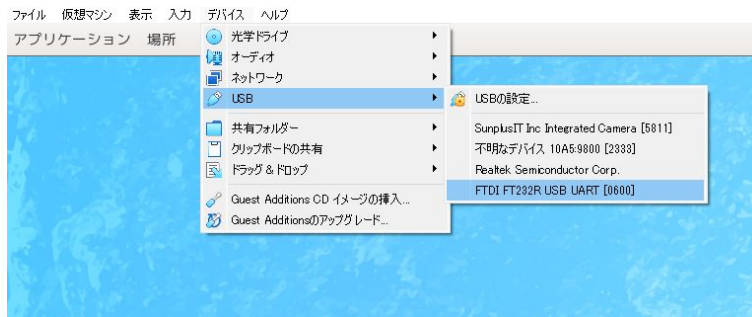 ファイル 仮想マシン 表示 入力 デバイス ヘルプ
アプリケーション 場所
光学ドライブ
オーディオ
ネットワーク
USB
共有フォルダー
クリップボードの共有
ドラッグ & ドロップ
Guest Additions CD イメージの挿入...
Guest Additionsのアップグレード...
USBの設定...
SunplusIT Inc Integrated Camera [5811]
不明なデバイス 10A5:9800 [2333]
Realtek Semiconductor Corp.
FTDI FT232R USB UART [0600]